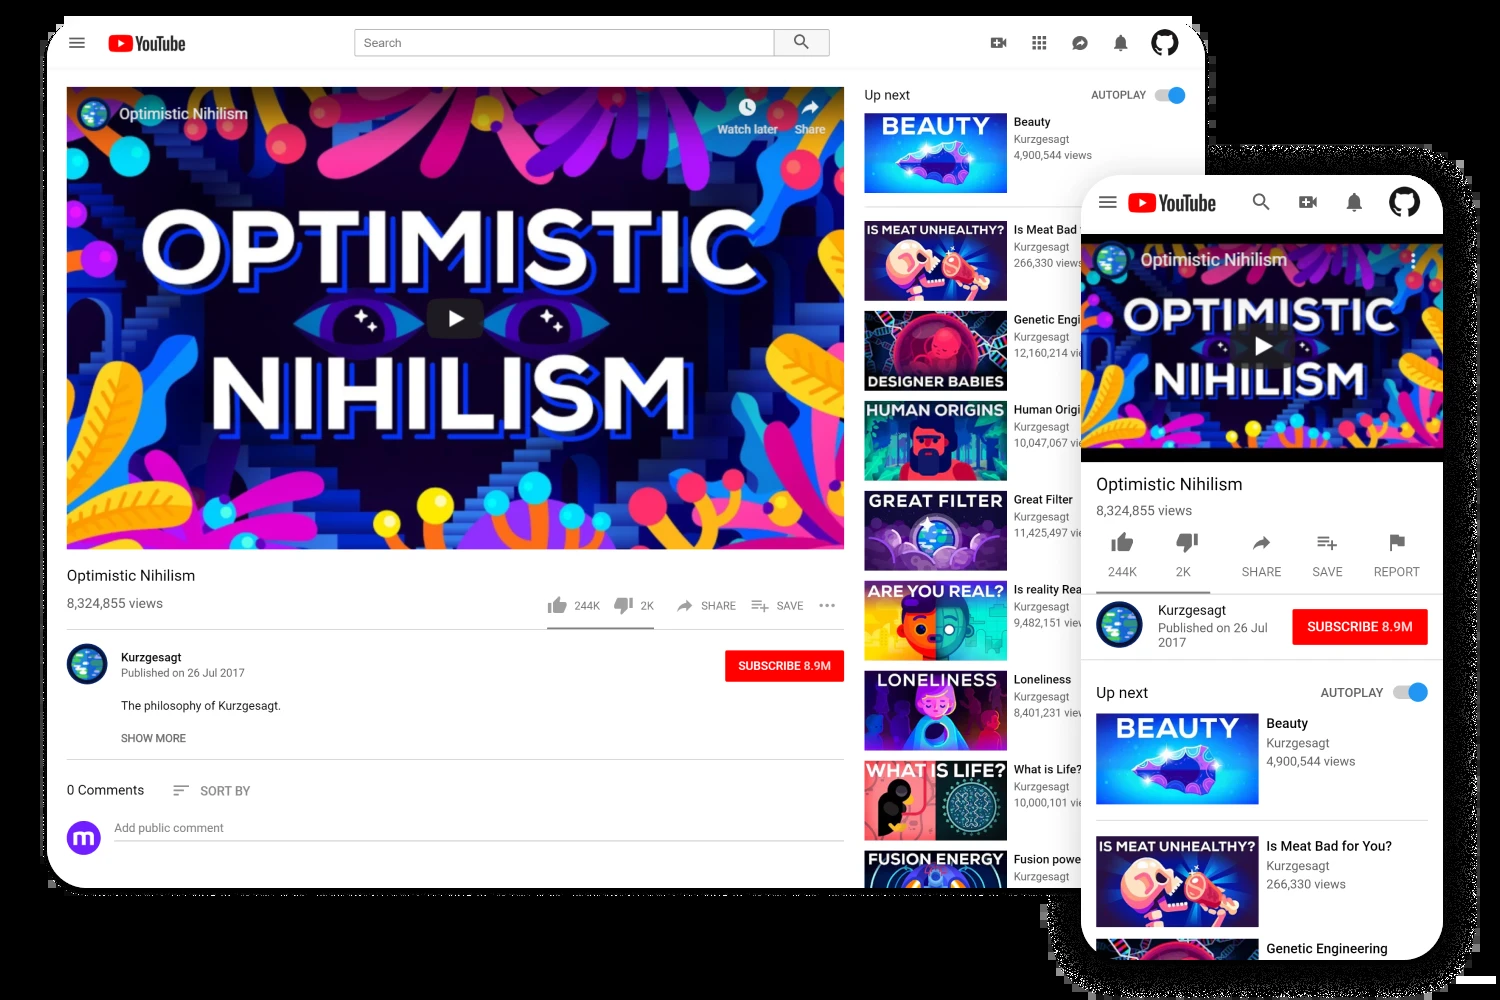 YouTube
Search
Optimistic Nihilism
Watch later
Share
OPTIMISTIC
NIHILISM
Optimistic Nihilism
8,324,855 views
244K
2K
SHARE
SAVE
Kurzgesagt
Published on 26 Jul 2017
SUBSCRIBE 8.9M
The philosophy of Kurzgesagt.
SHOW MORE
0 Comments
SORT BY
m
Add public comment
Up next
AUTOPLAY
BEAUTY
Beauty
Kurzgesagt
4,900,544 views
IS MEAT UNHEALTHY?
Is Meat Bad
Kurzgesagt
266,330 views
DESIGNER BABIES
Genetic Engi
Kurzgesagt
12,160,214 vie
HUMAN ORIGINS
Human Origi
Kurzgesagt
10,047,067 vie
GREAT FILTER
Great Filter
Kurzgesagt
11,425,497 vi
ARE YOU REAL?
Is reality Rea
Kurzgesagt
9,482,151 view
LONELINESS
Loneliness
Kurzgesagt
8,401,231 view
WHAT IS LIFE?
What is Life?
Kurzgesagt
10,000,101 vi
FUSION ENERGY
Fusion powe
Kurzgesagt
YouTube
Optimistic Nihilism
OPTIMISTIC
NIHILISM
Optimistic Nihilism
8,324,855 views
244K
2K
SHARE
SAVE
REPORT
Kurzgesagt
Published on 26 Jul
2017
SUBSCRIBE 8.9M
Up next
AUTOPLAY
BEAUTY
Beauty
Kurzgesagt
4,900,544 views
IS MEAT UNHEALTHY?
Is Meat Bad for You?
Kurzgesagt
266,330 views
Genetic Engineering